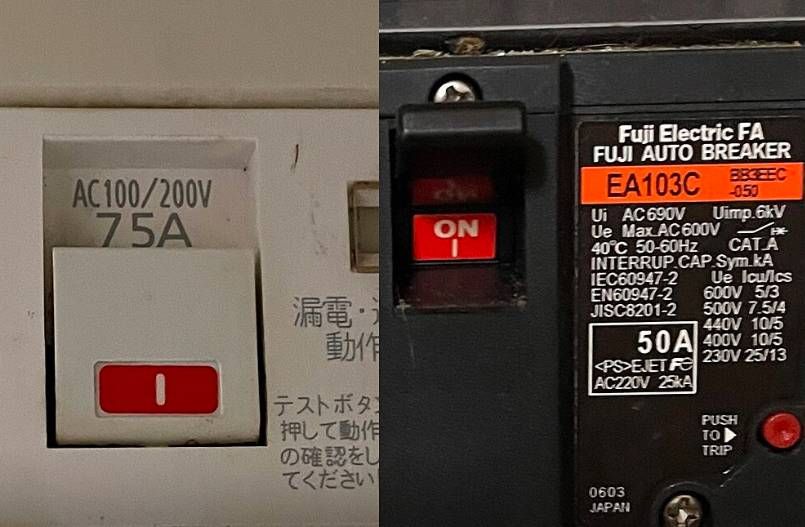 AC100/200V
75A
I
漏電・
動作
テストボタ
押して動作
の確認をし
てください
ON
I
Fuji Electric FA
FUJI AUTO BREAKER
EA103C BB3EEC
-050
Ui AC690V Uimp.6kV
Ue Max.AC600V
40℃ 50-60Hz CAT.A
INTERRUP.CAP.Sym.kA
IEC60947-2 Ue Icu/Ics
EN60947-2 600V 5/3
JISC8201-2 500V 7.5/4
440V 10/5
400V 10/5
230V 25/13
50A
<PS>EJET
AC220V 25kA
PUSH
TO
TRIP
0603
JAPAN